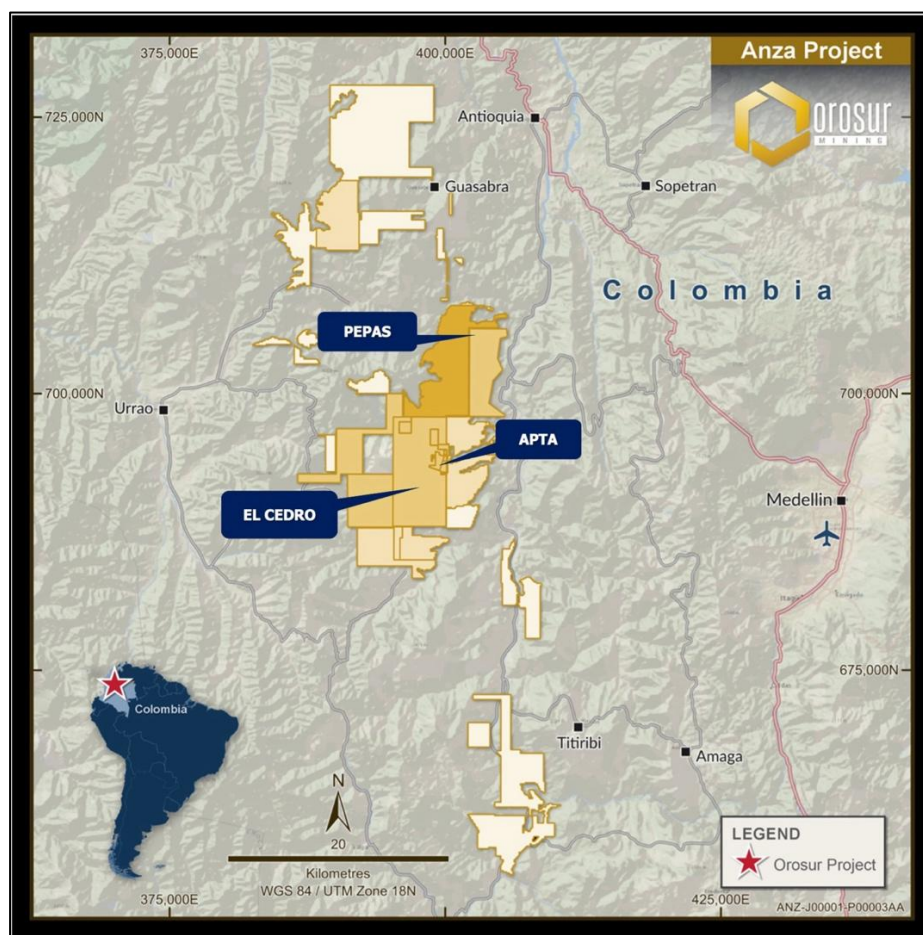 375,000E
400,000E
Anza Project
orosur
MINING
725,000N
Antioquia
Guasabra
Sopetran
Colombia
PEPAS
700,000N
700,000N
Urrao
APTA
Medellin
EL CEDRO
675,000N
Colombia
Titiribi
Amaga
N
20
Kilometres
WGS 84 / UTM Zone 18N
LEGEND
Orosur Project
375,000E
425,000E
ANZ-J00001-P00003AA